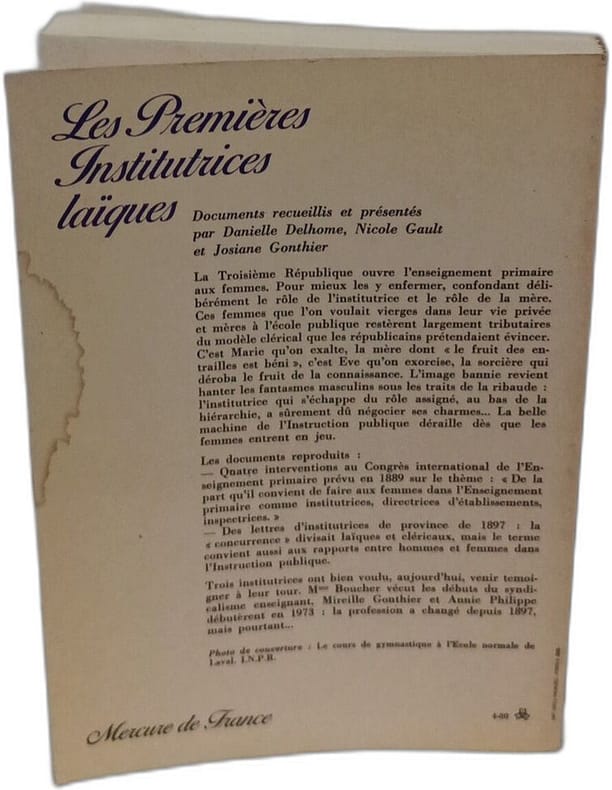 Les Premières
Institutrices
laïques
Documents recueillis et présentés
par Danielle Delhome, Nicole Gault
et Josiane Gonthier
La Troisième République ouvre l'enseignement primaire
aux femmes. Pour mieux les y enfermer, confondant déli-
bérément le rôle de l'institutrice et le rôle de la mère.
Ces femmes que l'on voulait vierges dans leur vie privée
et mères à l'école publique restèrent largement tributaires
du modèle clérical que les républicains prétendaient évincer.
C'est Marie qu'on exalte, la mère dont « le fruit des en-
trailles est béni », c'est Eve qu'on exorcise, la sorcière qui
déroba le fruit de la connaissance. L'image bannie revient
hanter les fantasmes masculins sous les traits de la ribaude :
l'institutrice qui s'échappe du rôle assigné, au bas de la
hiérarchie, a sûrement dû négocier ses charmes... La belle
machine de l'Instruction publique déraille dès que les
femmes entrent en jeu.
Les documents reproduits :
— Quatre interventions au Congrès international de l'En-
seignement primaire prévu en 1889 sur le thème : « De la
part qu'il convient de faire aux femmes dans l'Enseignement
primaire comme institutrices, directrices d'établissements,
inspectrices. »
— Des lettres d'institutrices de province de 1897 : la
« concurrence » divisait laïques et cléricaux, mais le terme
convient aussi aux rapports entre hommes et femmes dans
l'Instruction publique.
Trois institutrices ont bien voulu, aujourd'hui, venir temoi-
gner à leur tour. Mme Boucher vécut les débuts du syndi-
calisme enseignant, Mireille Gonthier et Annie Philippe
débutèrent en 1973 : la profession a changé depuis 1897,
mais pourtant...
Photo de couverture : Le cours de gymnastique à l'Ecole normale de
Laval. I.N.P.R.
Mercure de France
4-80